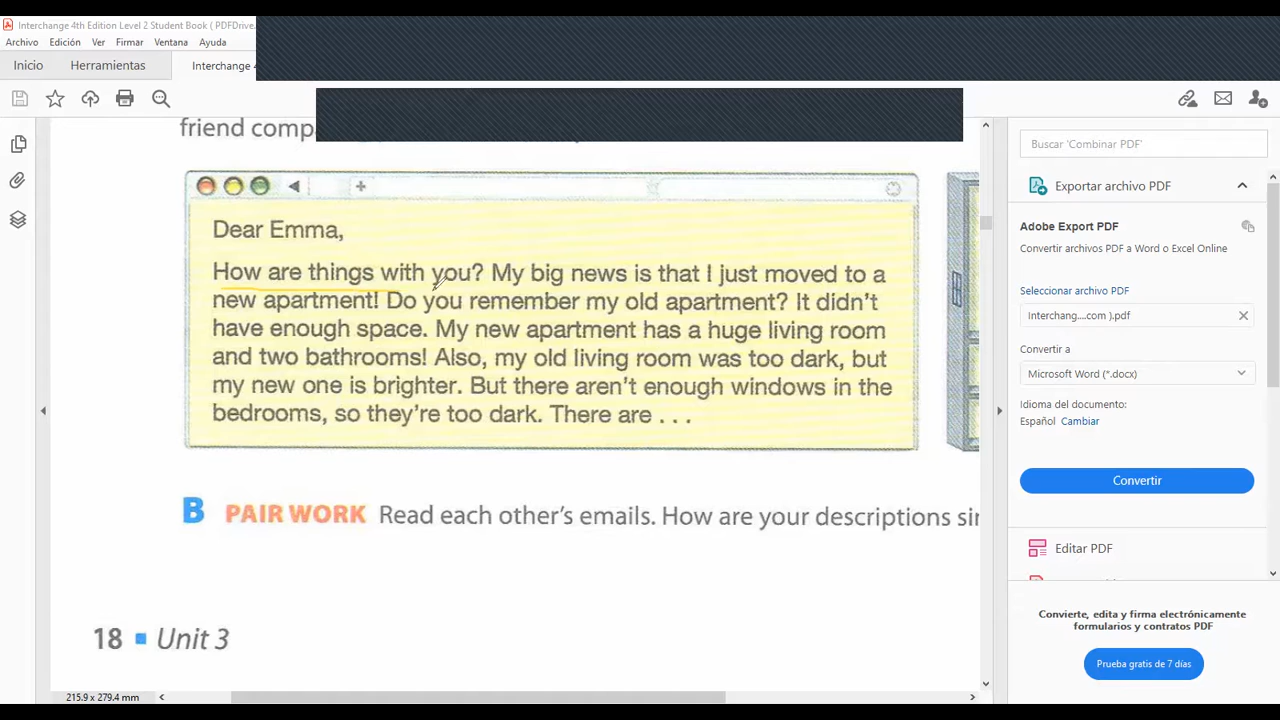 Interchange 4th Edition Level 2 Student Book ( PDFDrive.
Archivo Edición Ver Firmar Ventana Ayuda
Inicio Herramientas Interchange 4
friend
Buscar 'Combinar PDF'
Exportar archivo PDF
Adobe Export PDF
Convertir archivos PDF a Word o Excel Online
Seleccionar archivo PDF
Interchang....com ).pdf
Convertir a
Microsoft Word (*.docx)
Idioma del documento:
Español Cambiar
Convertir
Editar PDF
Convierte, edita y firma electrónicamente
formularios y contratos PDF
Prueba gratis de 7 días
Dear Emma,
How are things with you? My big news is that I just moved to a
new apartment! Do you remember my old apartment? It didn't
have enough space. My new apartment has a huge living room
and two bathrooms! Also, my old living room was too dark, but
my new one is brighter. But there aren't enough windows in the
bedrooms, so they're too dark. There are . . .
B PAIR WORK Read each other's emails. How are your descriptions
18 Unit 3
215.9 x 279.4 mm